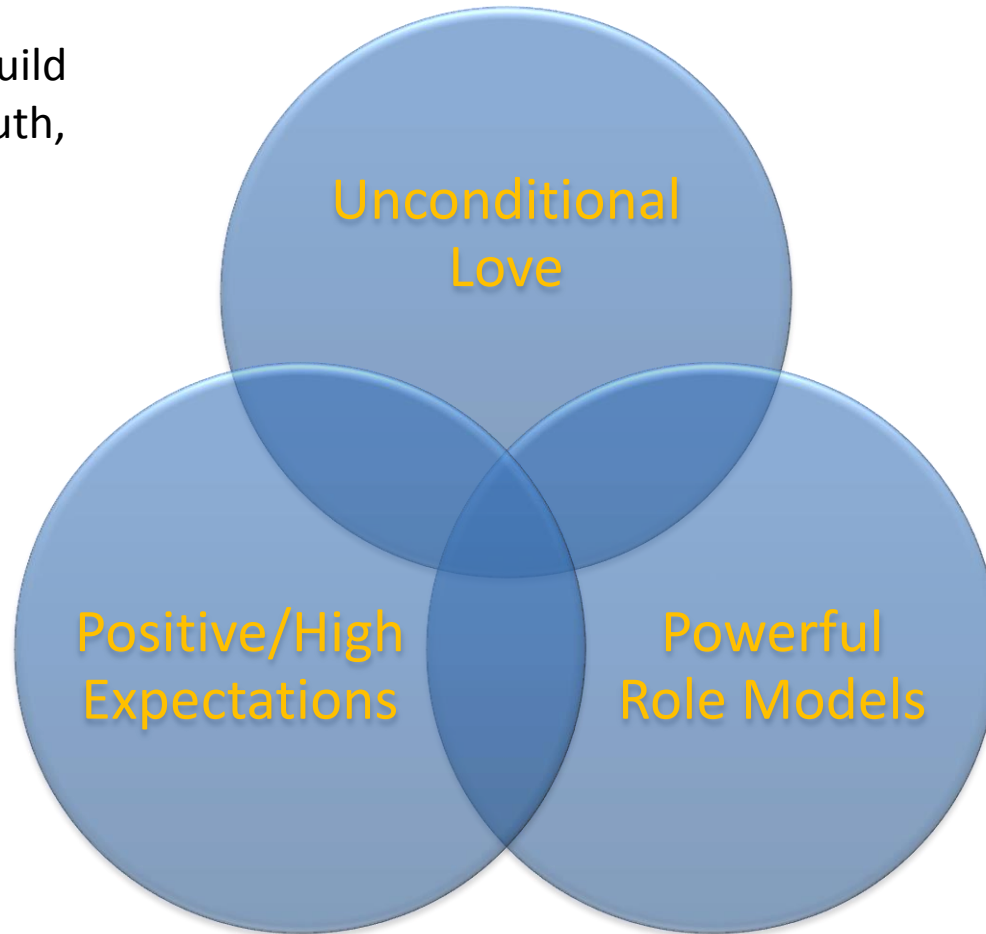 uild
uth,
Unconditional
Love
Positive/High
Expectations
Powerful
Role Models